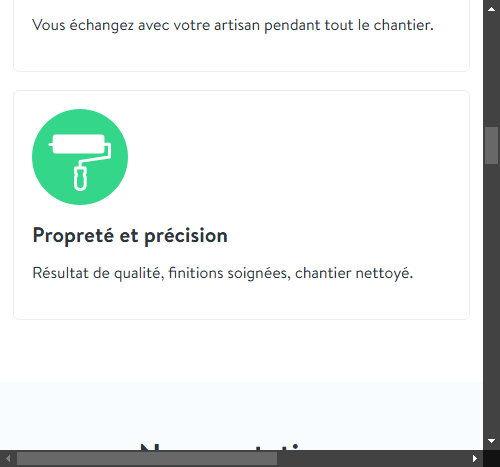 Vous échangez avec votre artisan pendant tout le chantier.
Propreté et précision
Résultat de qualité, finitions soignées, chantier nettoyé.